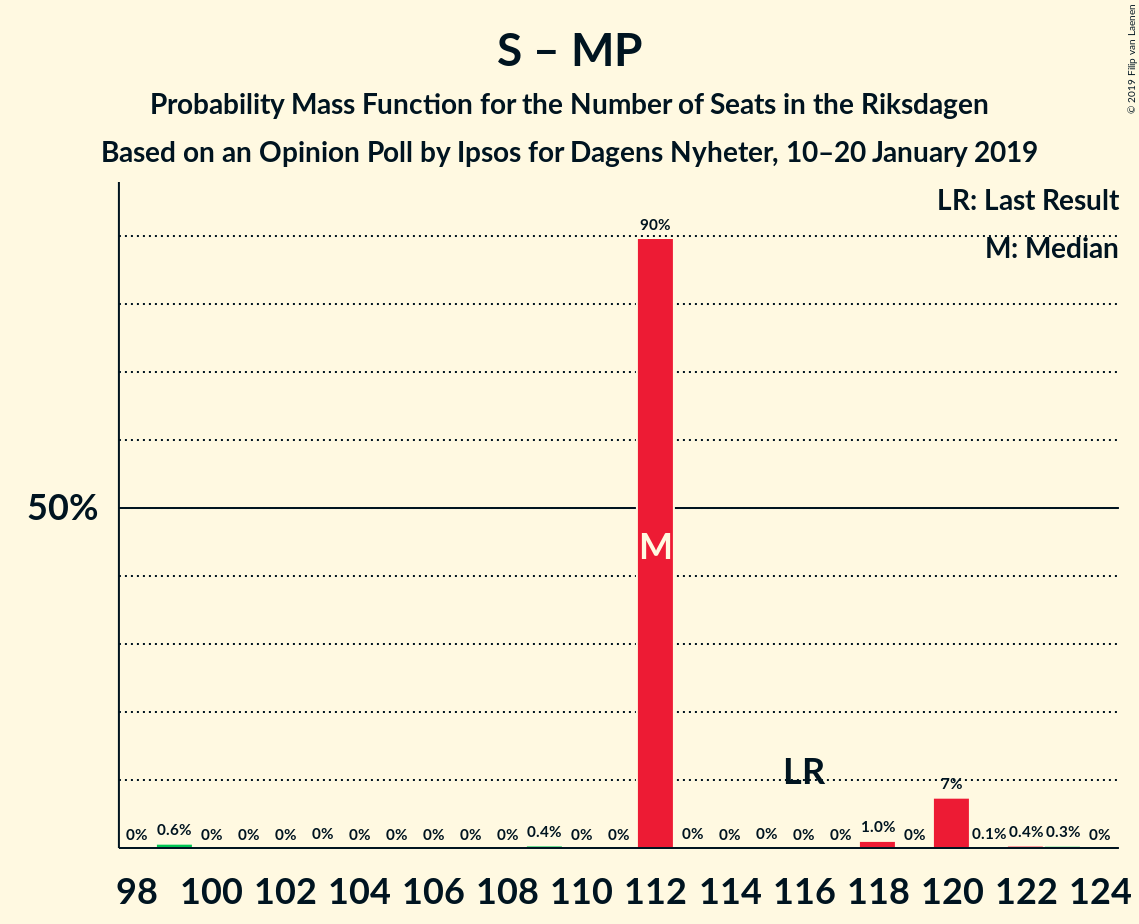 S – MP
Probability Mass Function for the Number of Seats in the Riksdagen
Based on an Opinion Poll by Ipsos for Dagens Nyheter, 10–20 January 2019
© 2019 Filip van Laenen
LR: Last Result
M: Median
90%
50%
M
LR
0% 0.6% 0% 0% 0% 0% 0% 0% 0% 0% 0% 0.4% 0% 0% 0% 0% 0% 0% 0% 1.0% 0% 7% 0.1% 0.4% 0.3% 0%
98 100 102 104 106 108 110 112 114 116 118 120 122 124